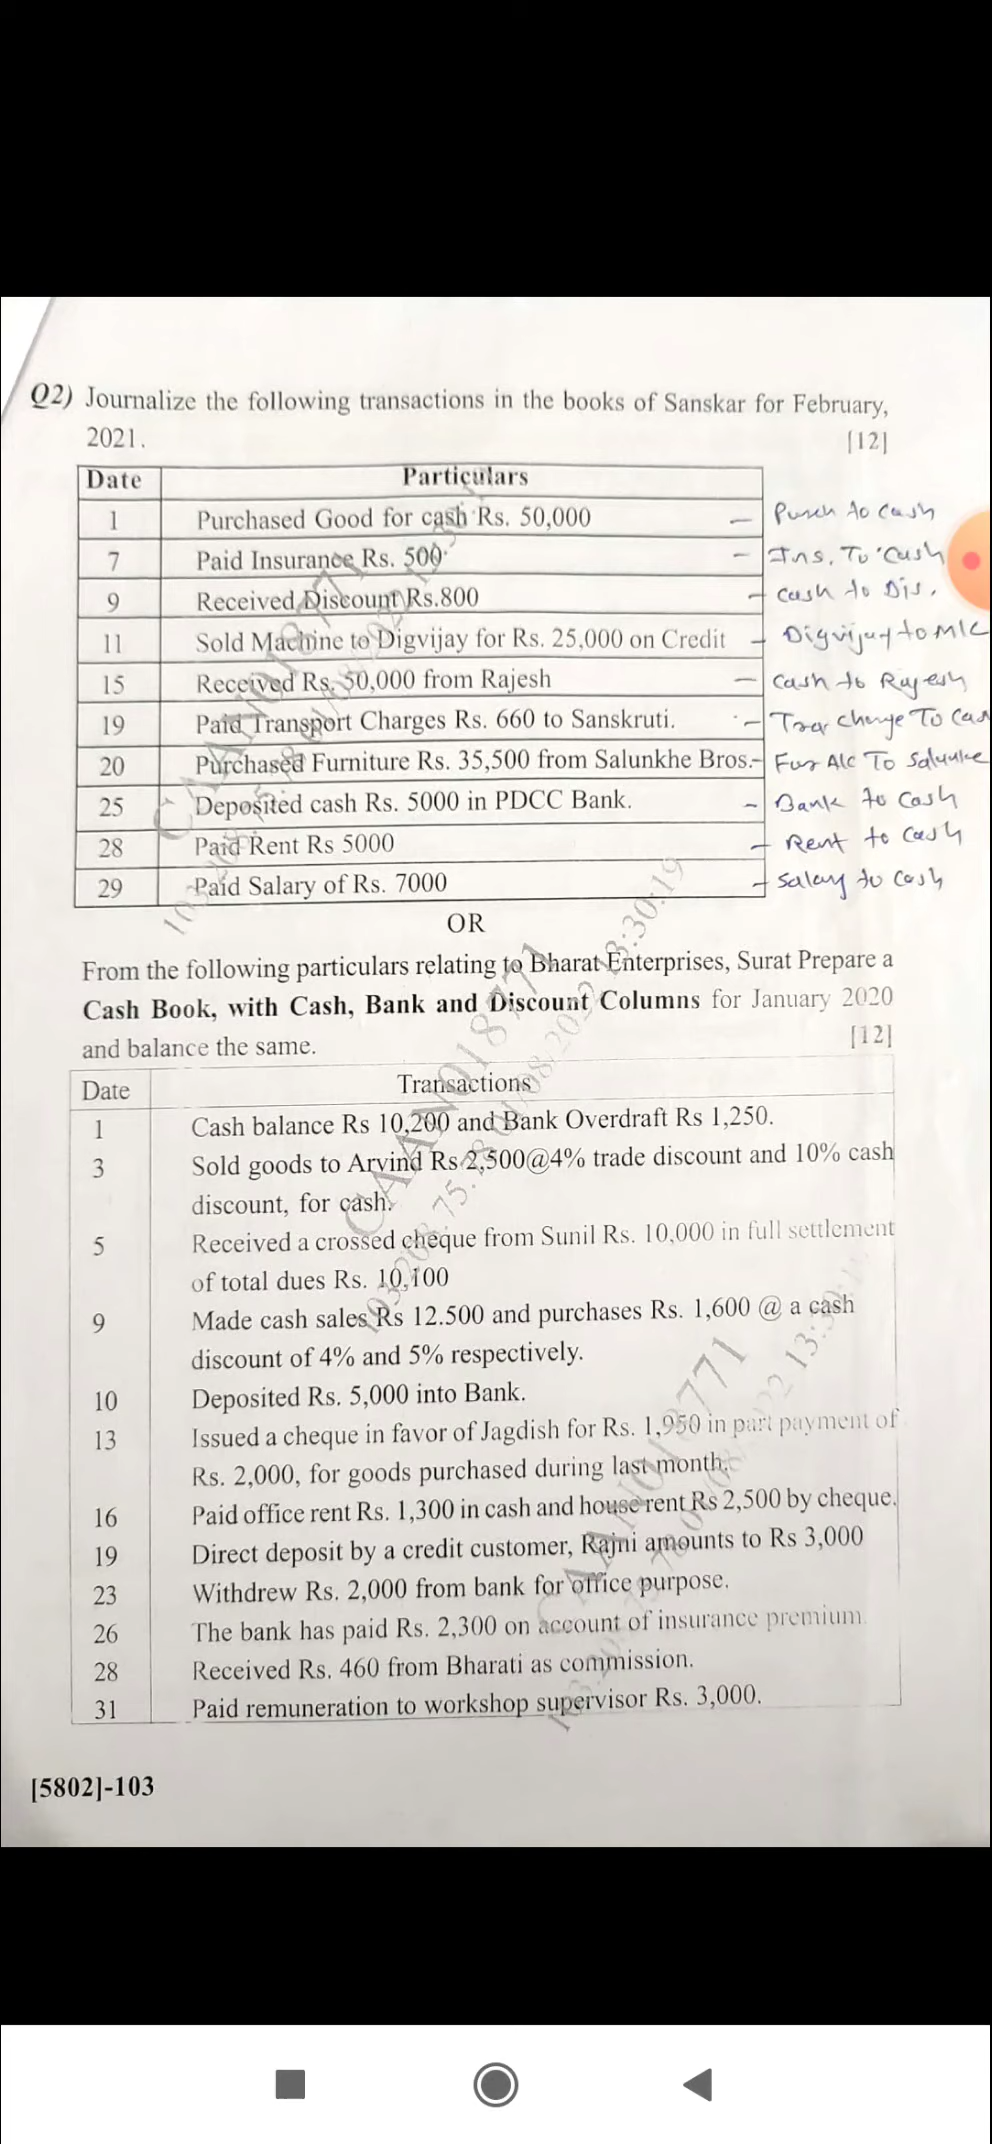 Q2) Journalize the following transactions in the books of Sanskar for February,
2021. [12]
Date Particulars
1 Purchased Good for cash Rs. 50,000 – Purch to Cash
7 Paid Insurance Rs. 500 – Ins. To Cash
9 Received Discount Rs.800 – Cash to Dis.
11 Sold Machine to Digvijay for Rs. 25,000 on Credit – Digvijay to M/C
15 Received Rs. 50,000 from Rajesh – Cash to Rajesh
19 Paid Transport Charges Rs. 660 to Sanskruti. – Charge To
20 Purchased Furniture Rs. 35,500 from Salunkhe Bros. – Fur A/c To Salunke
25 Deposited cash Rs. 5000 in PDCC Bank. – Bank to Cash
28 Paid Rent Rs 5000 – Rent to Cash
29 Paid Salary of Rs. 7000 – Salary to Cash
OR
From the following particulars relating to Bharat Enterprises, Surat Prepare a
Cash Book, with Cash, Bank and Discount Columns for January 2020
and balance the same. [12]
Date Transactions
1 Cash balance Rs 10,200 and Bank Overdraft Rs 1,250.
3 Sold goods to Arvind Rs 2,500@4% trade discount and 10% cash
discount, for cash.
5 Received a crossed cheque from Sunil Rs. 10,000 in full settlement
of total dues Rs. 10,100
9 Made cash sales Rs 12.500 and purchases Rs. 1,600 @ a cash
discount of 4% and 5% respectively.
10 Deposited Rs. 5,000 into Bank.
13 Issued a cheque in favor of Jagdish for Rs. 1,950 in part payment of
Rs. 2,000, for goods purchased during last month.
16 Paid office rent Rs. 1,300 in cash and house rent Rs 2,500 by cheque.
19 Direct deposit by a credit customer, Rajni amounts to Rs 3,000
23 Withdrew Rs. 2,000 from bank for office purpose.
26 The bank has paid Rs. 2,300 on account of insurance premium
28 Received Rs. 460 from Bharati as commission.
31 Paid remuneration to workshop supervisor Rs. 3,000.
[5802]-103
CAAN018771
CAAN018771
CAAN018771